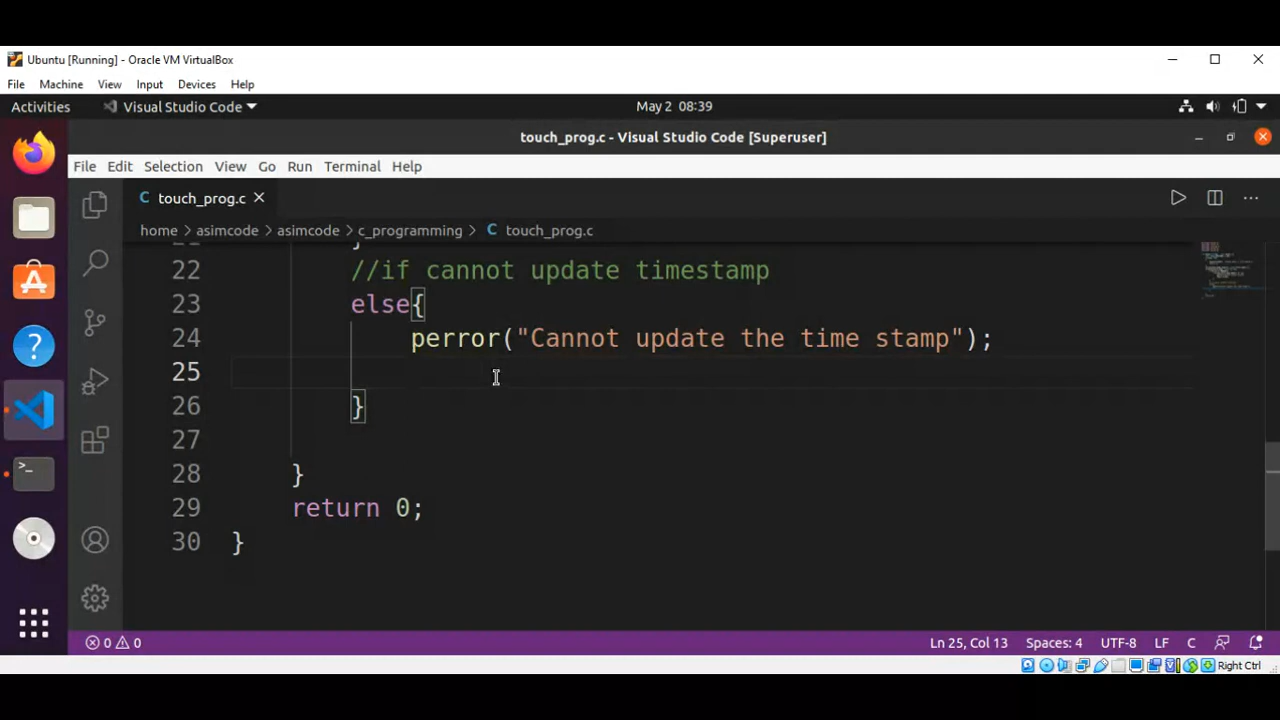 Ubuntu [Running] - Oracle VM VirtualBox
File Machine View Input Devices Help
Activities Visual Studio Code May 2 08:39
touch_prog.c - Visual Studio Code [Superuser]
File Edit Selection View Go Run Terminal Help
C touch_prog.c
home > asimcode > asimcode > c_programming > C touch_prog.c
22 //if cannot update timestamp
23 else{
24 perror("Cannot update the time stamp");
25
26 }
27
28 }
29 return 0;
30 }
0 0 Ln 25, Col 13 Spaces: 4 UTF-8 LF C
Right Ctrl